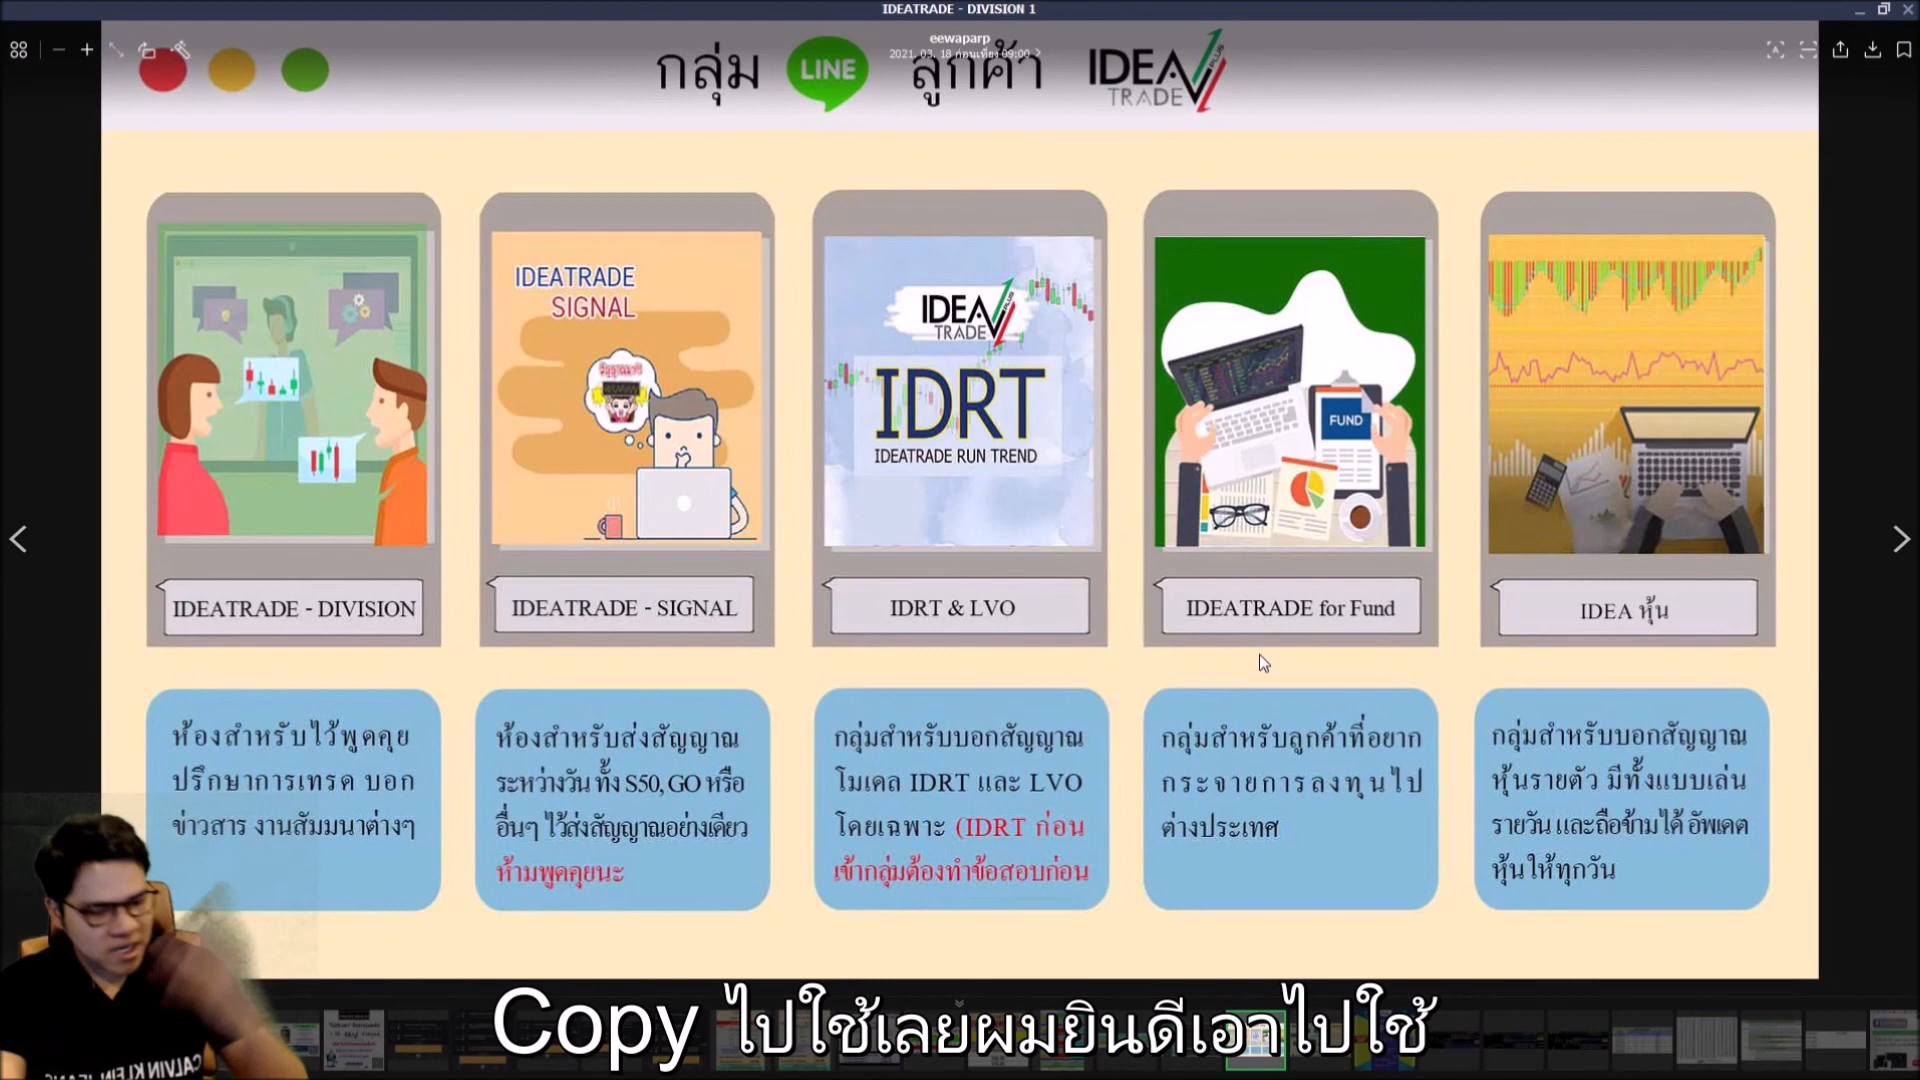 IDEATRADE - DIVISION 1
eewaparp
2021. 03. 18 ก่อนเที่ยง 09:00
กลุ่ม LINE ลูกค้า IDEA TRADE PLUS
IDEATRADE
SIGNAL
IDEA TRADE PLUS
IDRT
IDEATRADE RUN TREND
FUND
IDEATRADE - DIVISION
IDEATRADE - SIGNAL
IDRT & LVO
IDEATRADE for Fund
IDEA หุ้น
ห้องสำหรับไว้พูดคุย
ปรึกษาการเทรด บอก
ข่าวสาร งานสัมมนาต่างๆ
ห้องสำหรับส่งสัญญาณ
ระหว่างวัน ทั้ง S50, GO หรือ
อื่นๆ ไว้ส่งสัญญาณอย่างเดียว
ห้ามพูดคุยนะ
กลุ่มสำหรับบอกสัญญาณ
โมเดล IDRT และ LVO
โดยเฉพาะ (IDRT ก่อน
เข้ากลุ่มต้องทำข้อสอบก่อน
กลุ่มสำหรับลูกค้าที่อยาก
กระจายการลงทุนไป
ต่างประเทศ
กลุ่มสำหรับบอกสัญญาณ
หุ้นรายตัว มีทั้งแบบเล่น
รายวัน และถือข้ามได้ อัพเดต
หุ้นให้ทุกวัน
Copy ไปใช้เลยผมยินดีเอาไปใช้